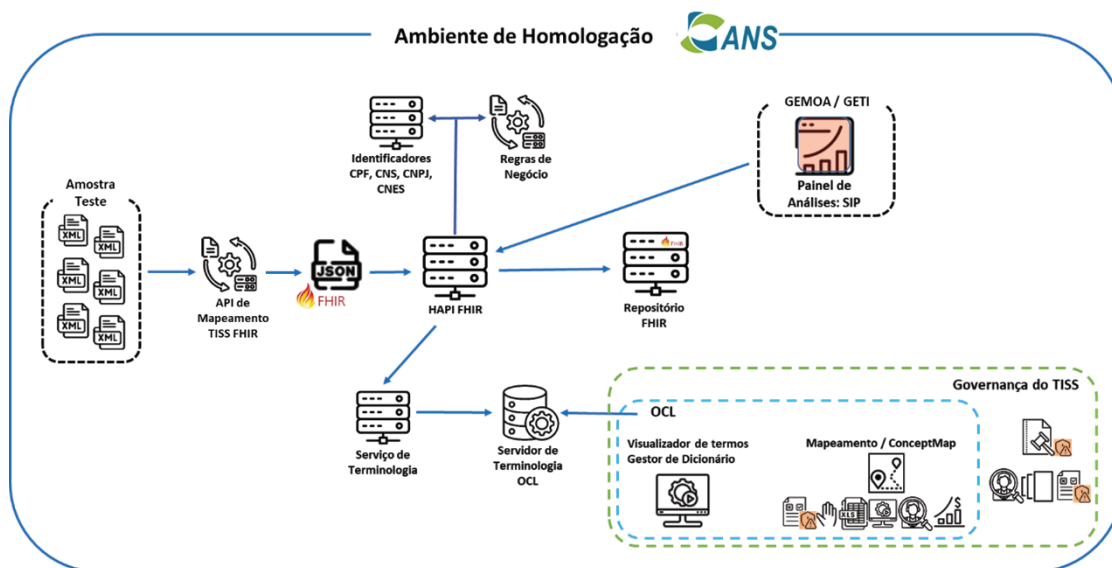 Ambiente de Homologação
ANS
GEMOA / GETI
Painel de
Análises: SIP
Identificadores
CPF, CNS, CNPJ,
CNES
Regras de
Negócio
Amostra
Teste
XML
XML
XML
XML
XML
XML
API de
Mapeamento
TISS FHIR
JSON
FHIR
HAPI FHIR
FHIR
Repositório
FHIR
Serviço de
Terminologia
Servidor de
Terminologia
OCL
Governança do TISS
OCL
Visualizador de termos
Gestor de Dicionário
Mapeamento / ConceptMap
XLS
$